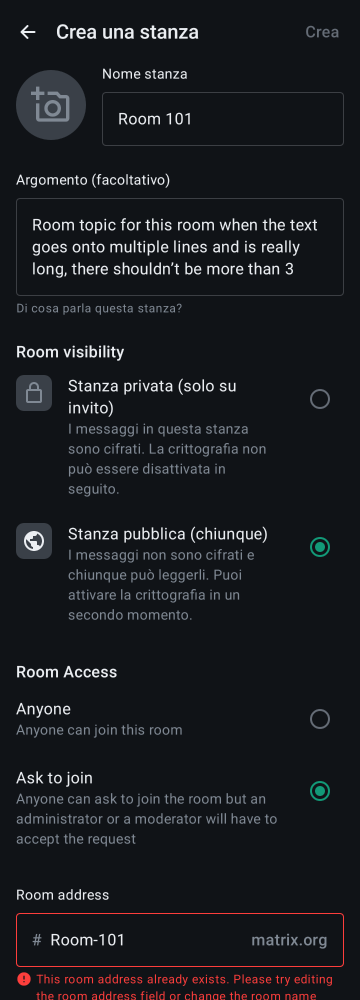 Crea una stanza
Crea
Nome stanza
Room 101
Argomento (facoltativo)
Room topic for this room when the text
goes onto multiple lines and is really
long, there shouldn’t be more than 3
Di cosa parla questa stanza?
Room visibility
Stanza privata (solo su
invito)
I messaggi in questa stanza
sono cifrati. La crittografia non
può essere disattivata in
seguito.
Stanza pubblica (chiunque)
I messaggi non sono cifrati e
chiunque può leggerli. Puoi
attivare la crittografia in un
secondo momento.
Room Access
Anyone
Anyone can join this room
Ask to join
Anyone can ask to join the room but an
administrator or a moderator will have to
accept the request
Room address
# Room-101 matrix.org
This room address already exists. Please try editing
the room address field or change the room name